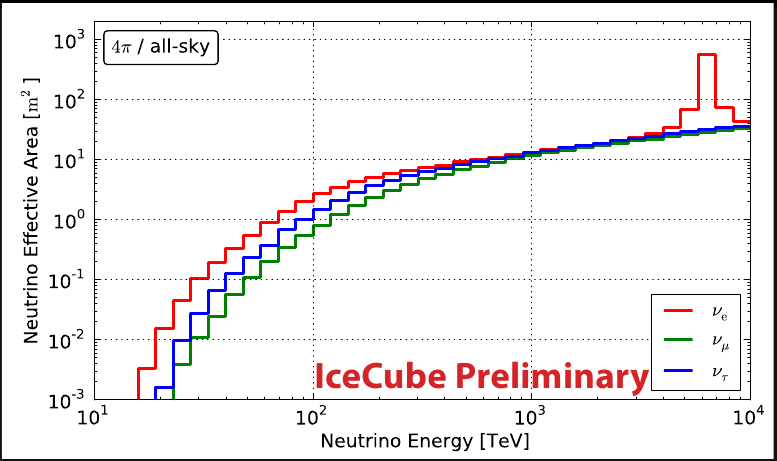 4π / all-sky
Neutrino Effective Area [m²]
10³
10²
10¹
10⁰
10⁻¹
10⁻²
10⁻³
νₑ
ν_μ
ν_τ
IceCube Preliminary
10¹ 10² 10³ 10⁴
Neutrino Energy [TeV]